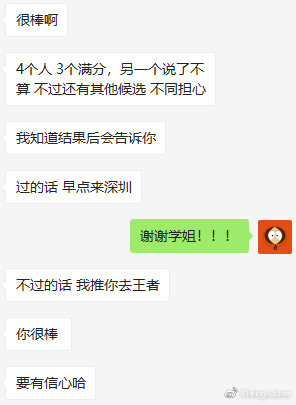 很棒啊
4个人 3个满分，另一个说了不
算 不过还有其他候选 不同担心
我知道结果后会告诉你
过的话 早点来深圳
谢谢学姐！！！
不过的话 我推你去王者
你很棒
要有信心哈